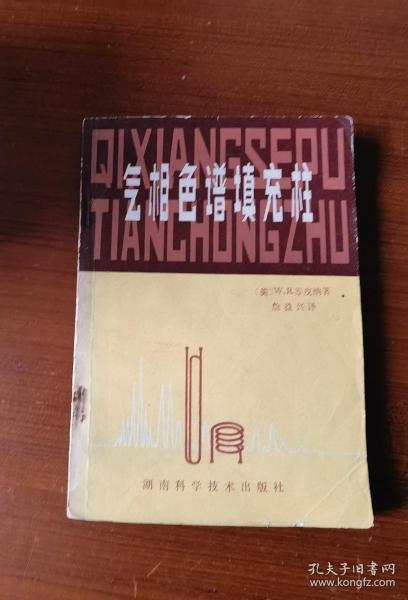 QIXIANGSEPU
TIANCHONGZHU
气相色谱填充柱
〔美〕W.R.苏皮纳著
詹益兴译
湖南科学技术出版社
孔夫子旧书网
www.kongfz.com